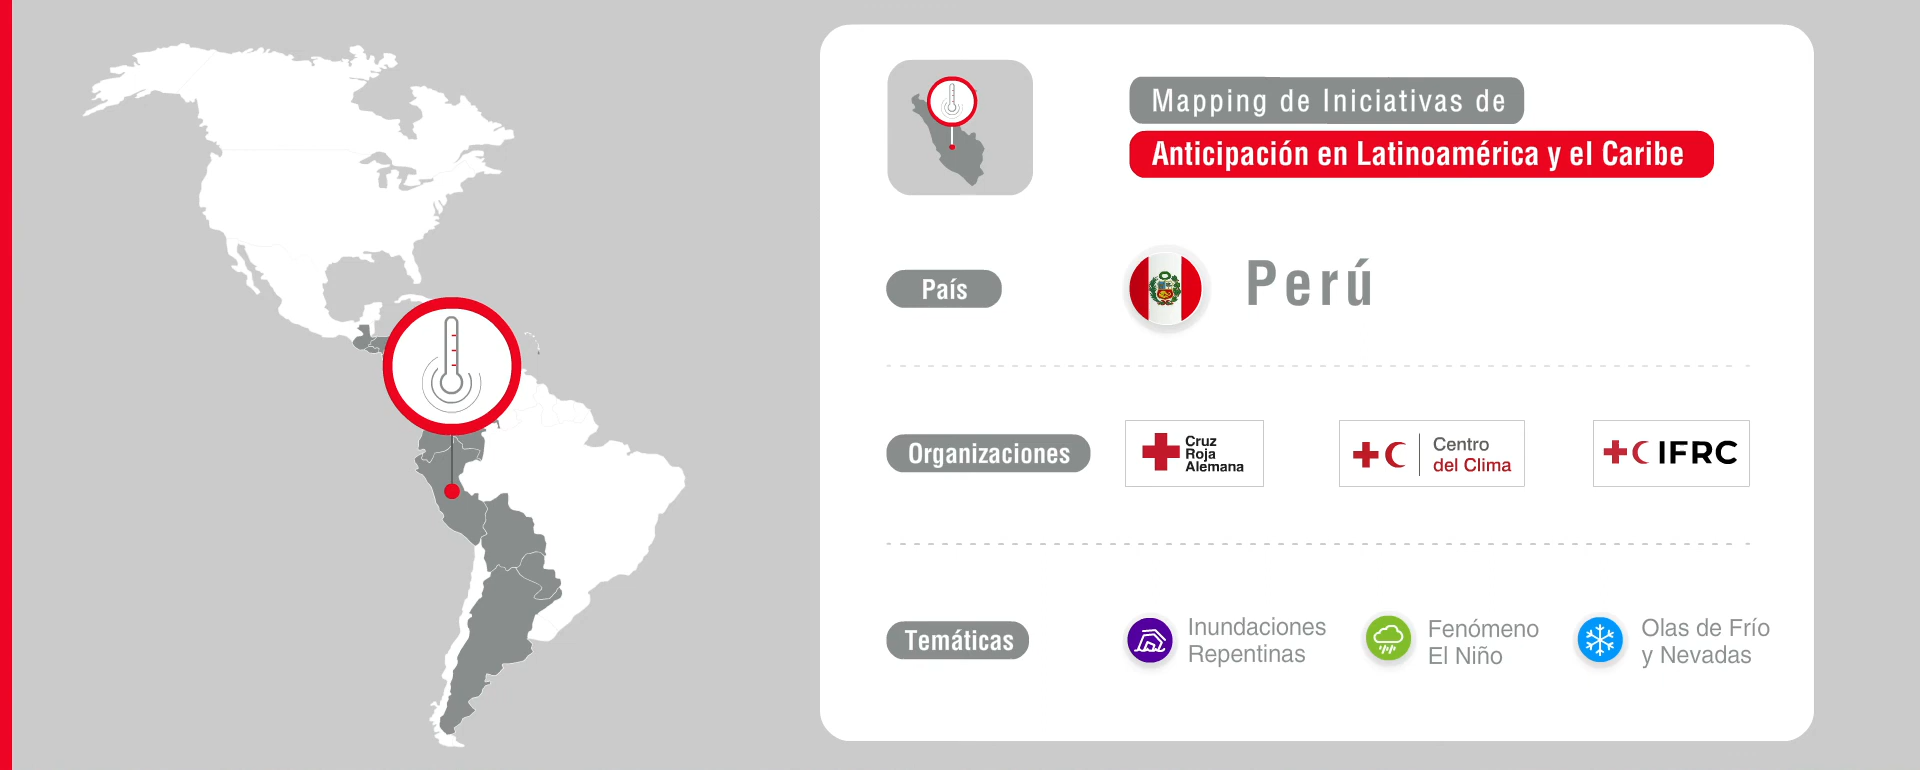 Mapping de Iniciativas de
Anticipación en Latinoamérica y el Caribe
País
Perú
Organizaciones
Cruz
Roja
Alemana
Centro
del Clima
IFRC
Temáticas
Inundaciones
Repentinas
Fenómeno
El Niño
Olas de Frío
y Nevadas